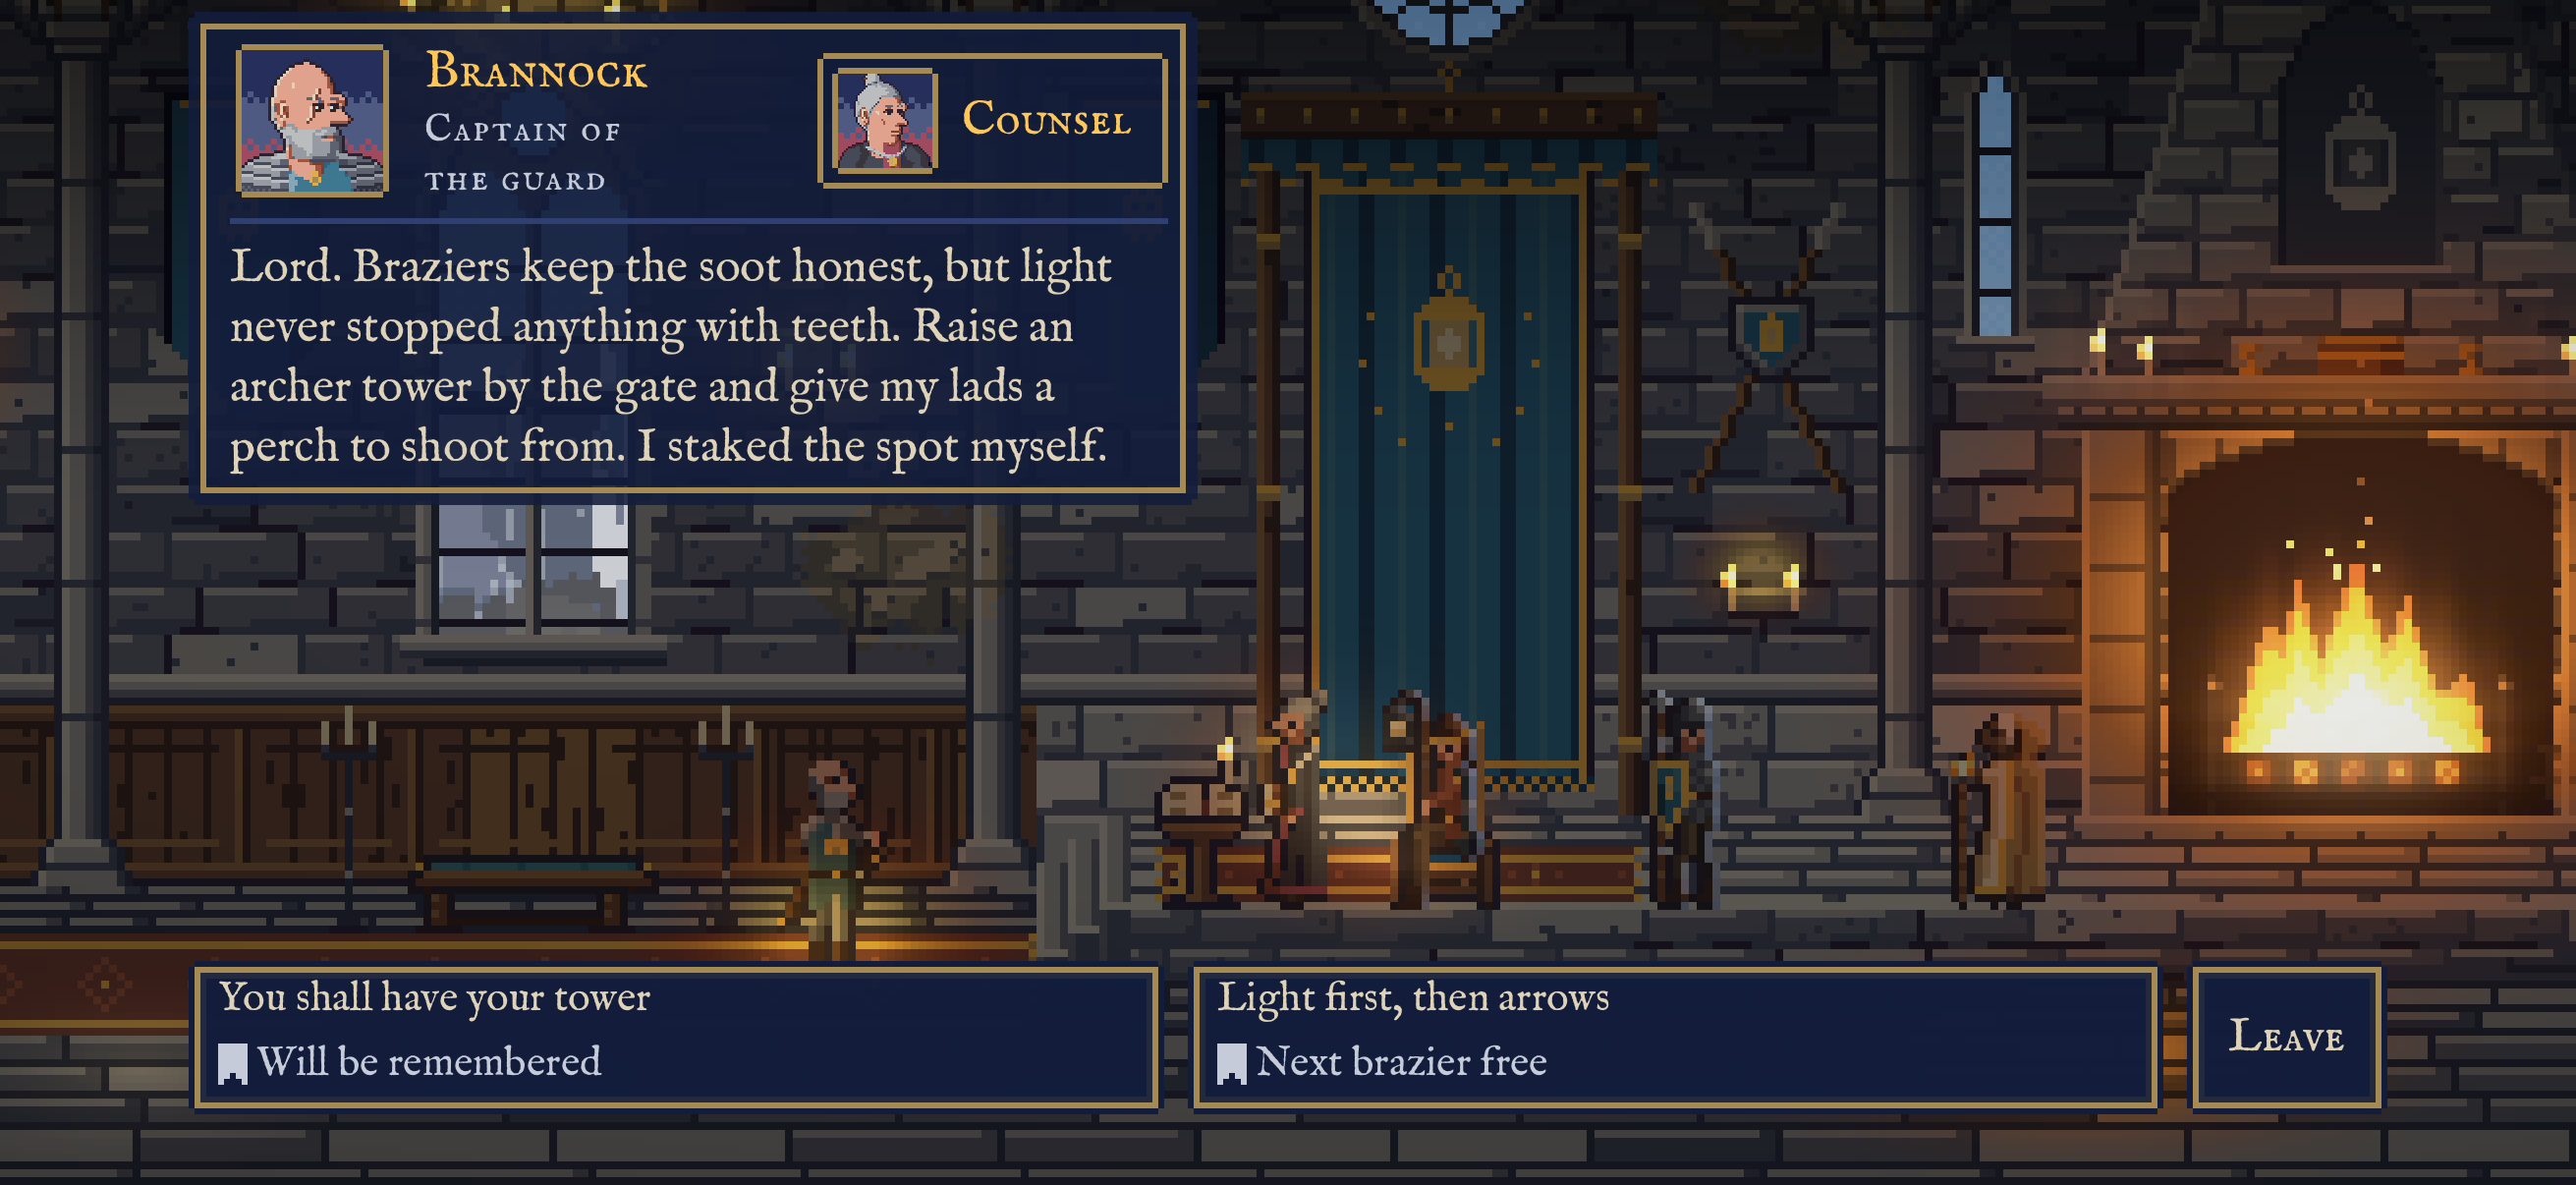 Brannock
Captain of
the guard
Counsel
Lord. Braziers keep the soot honest, but light
never stopped anything with teeth. Raise an
archer tower by the gate and give my lads a
perch to shoot from. I staked the spot myself.
You shall have your tower
Will be remembered
Light first, then arrows
Next brazier free
Leave